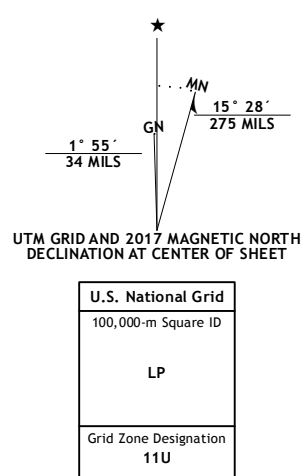 ★
MN
GN
15° 28´
275 MILS
1° 55´
34 MILS
UTM GRID AND 2017 MAGNETIC NORTH
DECLINATION AT CENTER OF SHEET
U.S. National Grid
100,000-m Square ID
LP
Grid Zone Designation
11U